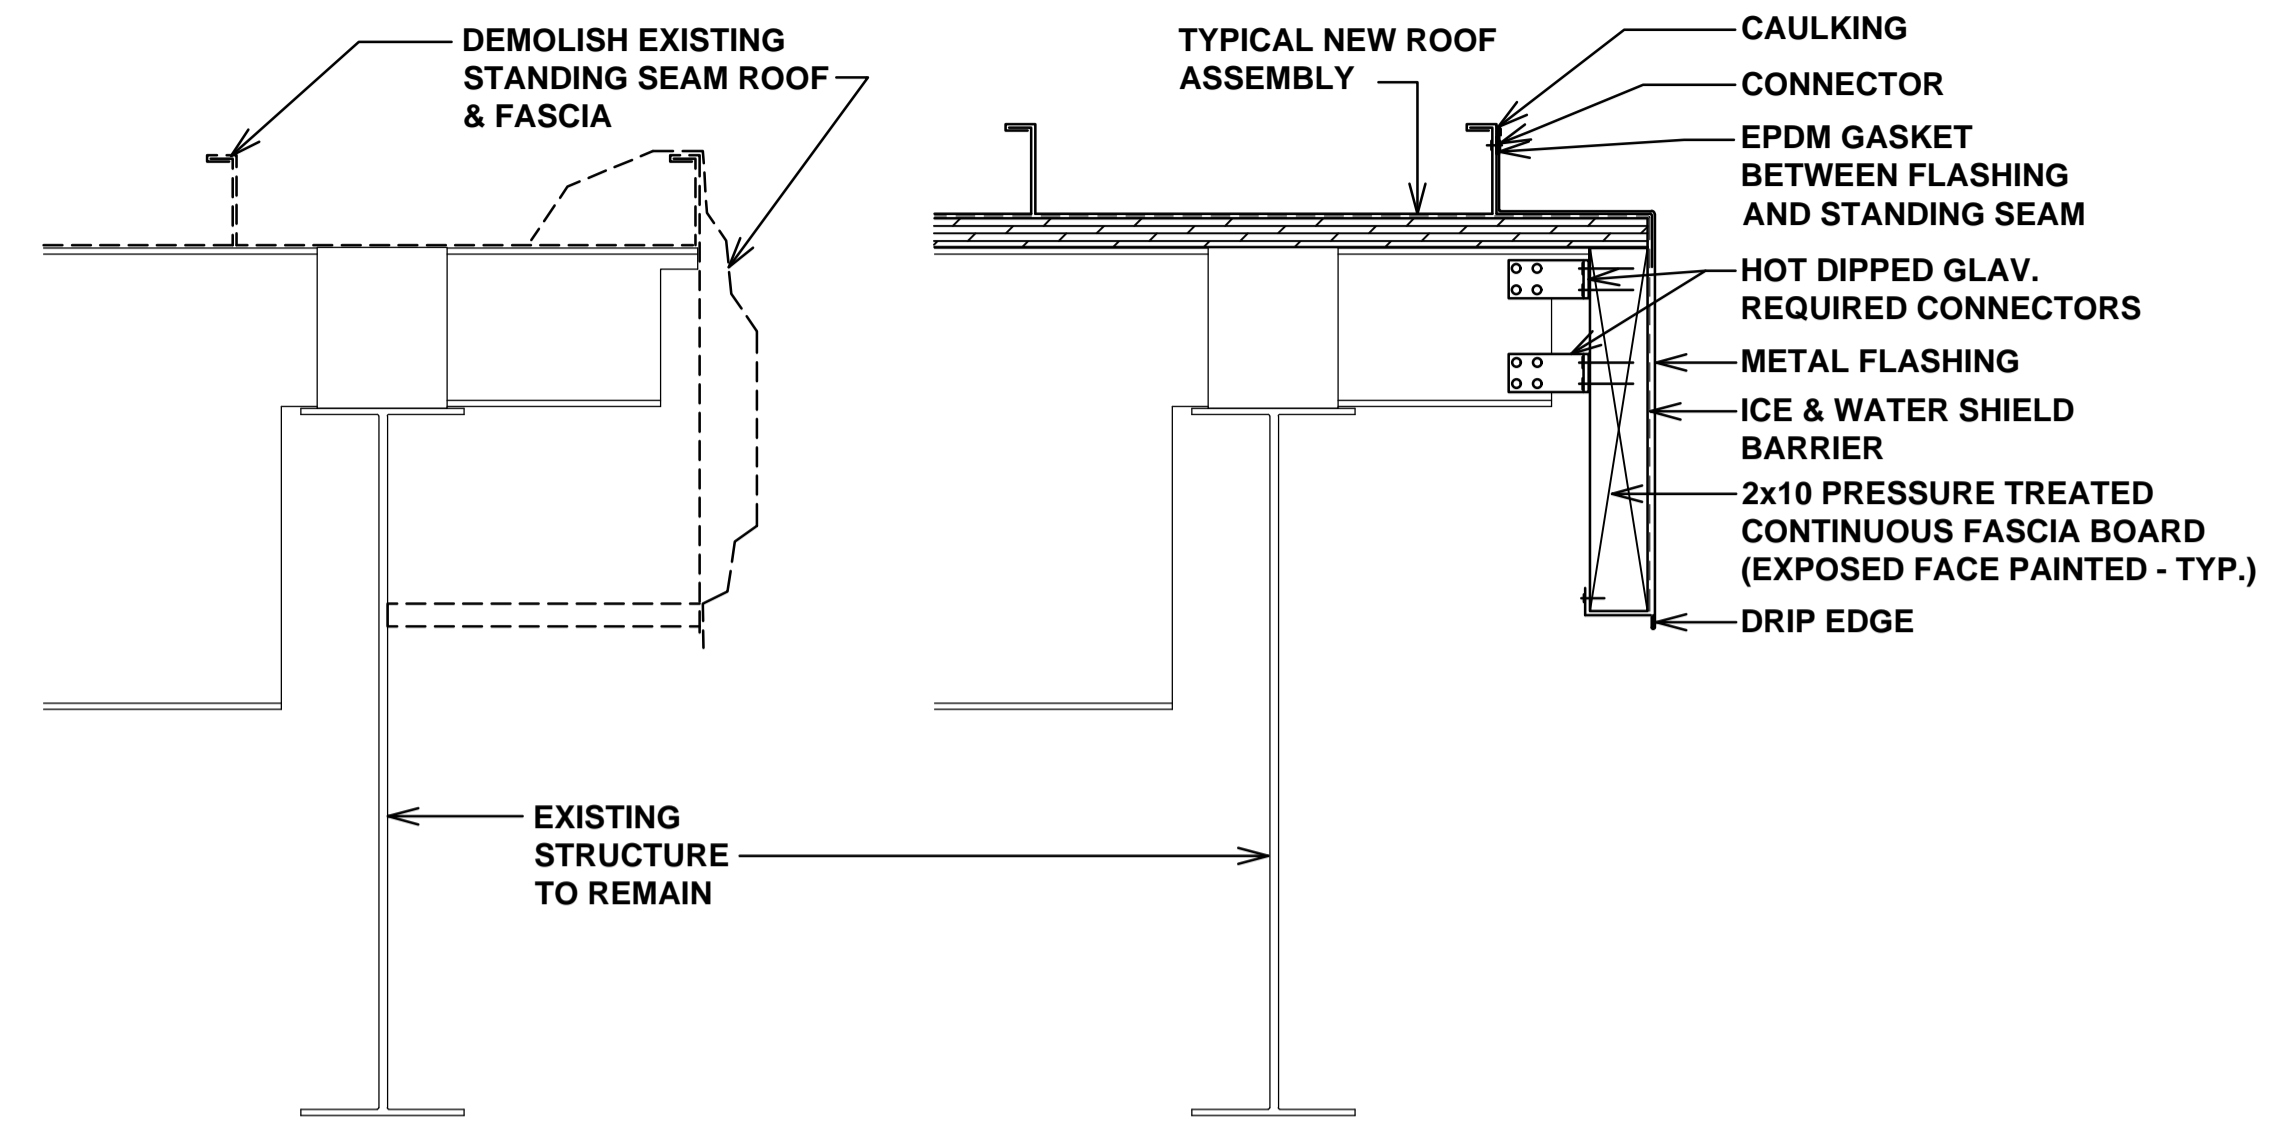 DEMOLISH EXISTING
STANDING SEAM ROOF
& FASCIA
TYPICAL NEW ROOF
ASSEMBLY
CAULKING
CONNECTOR
EPDM GASKET
BETWEEN FLASHING
AND STANDING SEAM
HOT DIPPED GLAV.
REQUIRED CONNECTORS
METAL FLASHING
ICE & WATER SHIELD
BARRIER
2x10 PRESSURE TREATED
CONTINUOUS FASCIA BOARD
(EXPOSED FACE PAINTED - TYP.)
DRIP EDGE
EXISTING
STRUCTURE
TO REMAIN